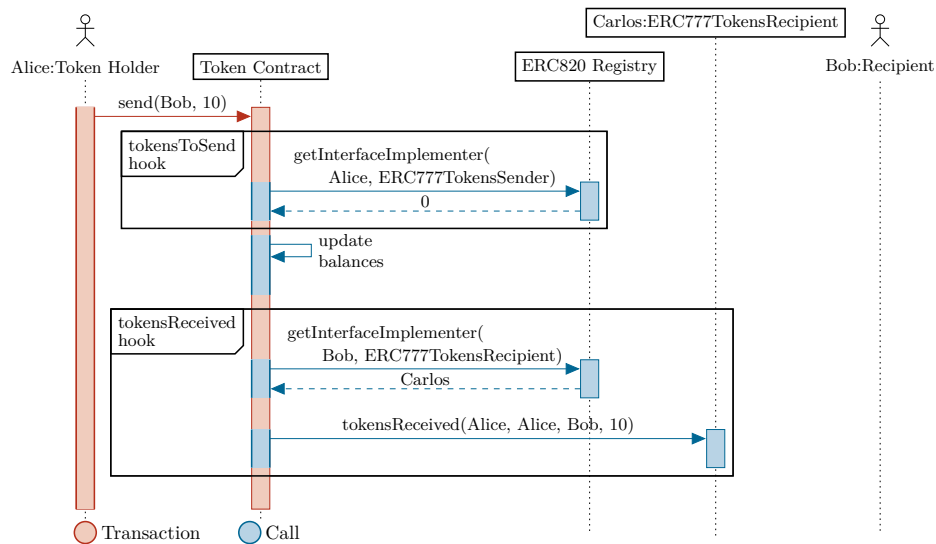 Carlos:ERC777TokensRecipient
Alice:Token Holder
Token Contract
ERC820 Registry
Bob:Recipient
send(Bob, 10)
tokensToSend
hook
getInterfaceImplementer(
Alice, ERC777TokensSender)
0
update
balances
tokensReceived
hook
getInterfaceImplementer(
Bob, ERC777TokensRecipient)
Carlos
tokensReceived(Alice, Alice, Bob, 10)
Transaction
Call